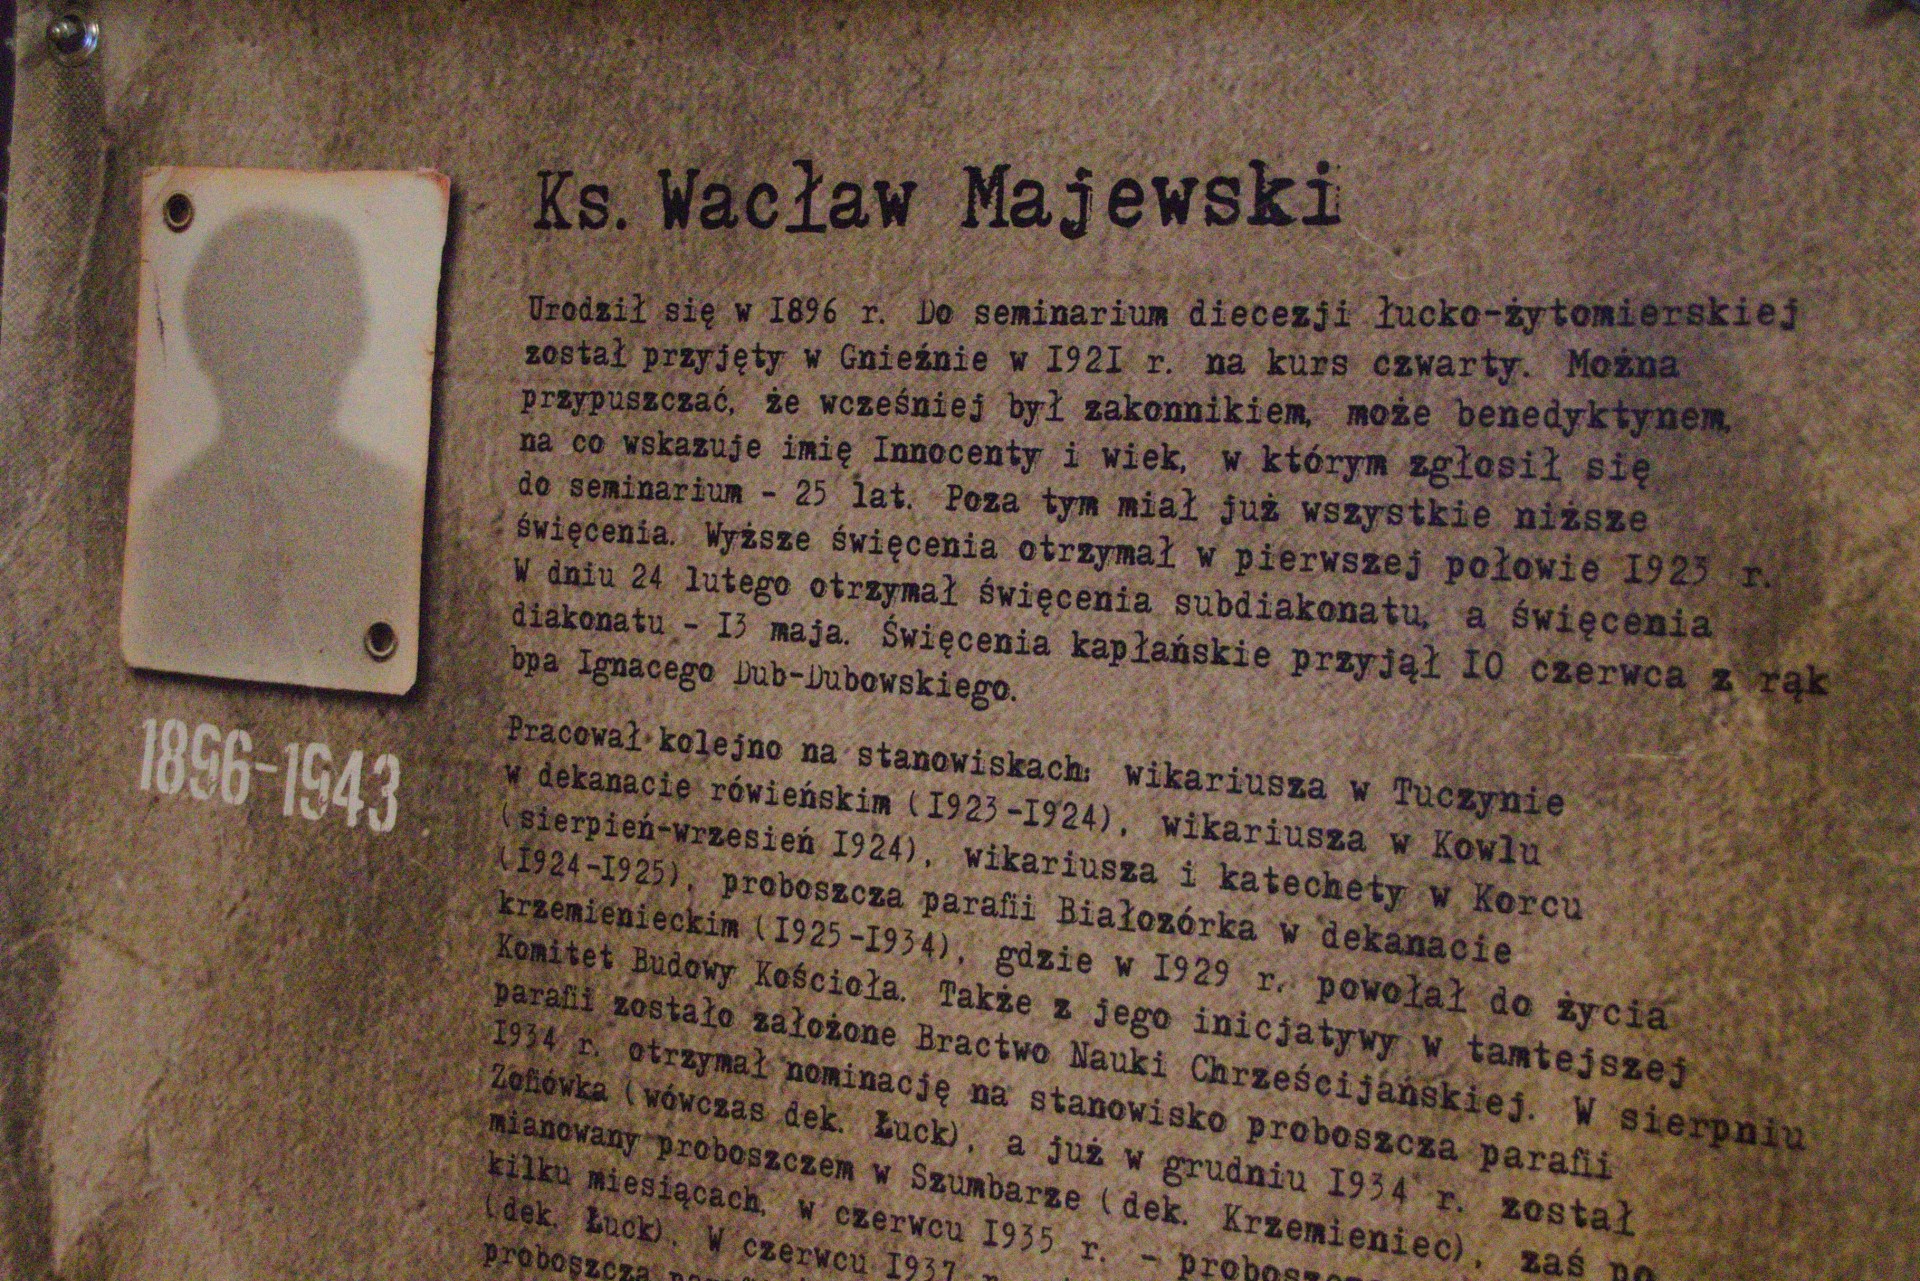 Ks. Wacław Majewski
Urodził się w 1896 r. Do seminarium diecezji łucko-żytomierskiej
został przyjęty w Gnieźnie w 1921 r. na kurs czwarty. Można
przypuszczać, że wcześniej był zakonnikiem, może benedyktynem,
na co wskazuje imię Innocenty i wiek, w którym zgłosił się
do seminarium - 25 lat. Poza tym miał już wszystkie niższe
święcenia. Wyższe święcenia otrzymał w pierwszej połowie 1923 r.
W dniu 24 lutego otrzymał święcenia subdiakonatu, a święcenia
diakonatu - 13 maja. Święcenia kapłańskie przyjął 10 czerwca z rąk
bpa Ignacego Dub-Dubowskiego.
1896-1943
Pracował kolejno na stanowiskach: wikariusza w Tuczynie
w dekanacie rówieńskim (1923-1924), wikariusza w Kowlu
(sierpień-wrzesień 1924), wikariusza i katechety w Korcu
(1924-1925), proboszcza parafii Białozórka w dekanacie
krzemienieckim (1925-1934), gdzie w 1929 r. powołał do życia
Komitet Budowy Kościoła. Także z jego inicjatywy w tamtejszej
parafii zostało założone Bractwo Nauki Chrześcijańskiej. W sierpniu
1934 r. otrzymał nominację na stanowisko proboszcza parafii
Zofiówka (wówczas dek. Łuck), a już w grudniu 1934 r. został
mianowany proboszczem w Szumbarze (dek. Krzemieniec), zaś po
kilku miesiącach, w czerwcu 1935 r. -
(dek. Łuck). W czerwcu 1937
proboszcza